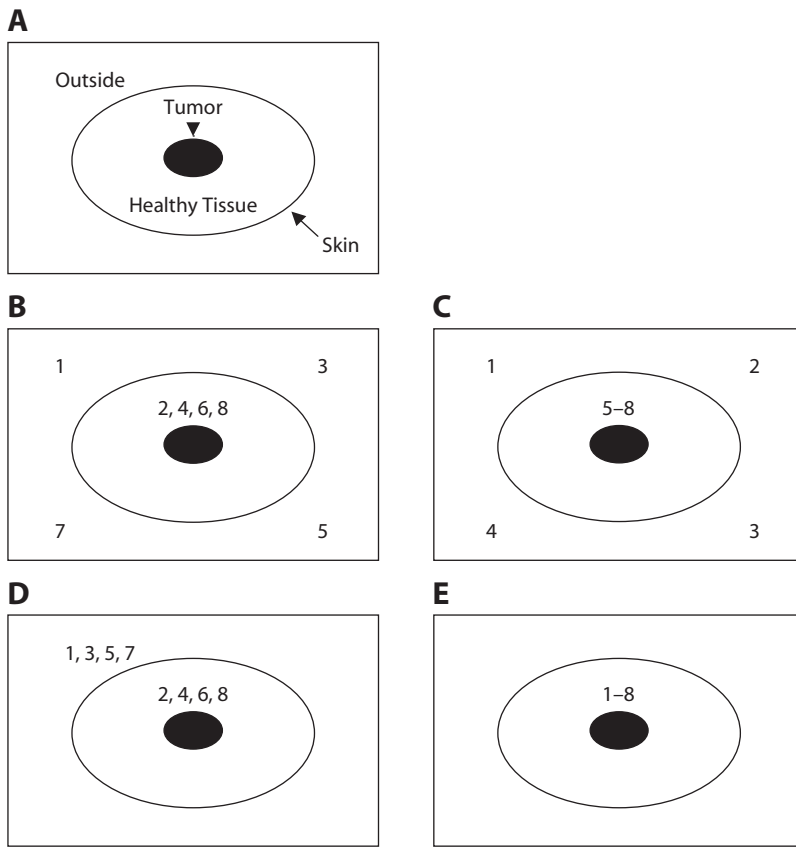 A
Outside
Tumor
Healthy Tissue
Skin
B
1
3
2, 4, 6, 8
7
5
C
1
2
5–8
4
3
D
1, 3, 5, 7
2, 4, 6, 8
E
1–8